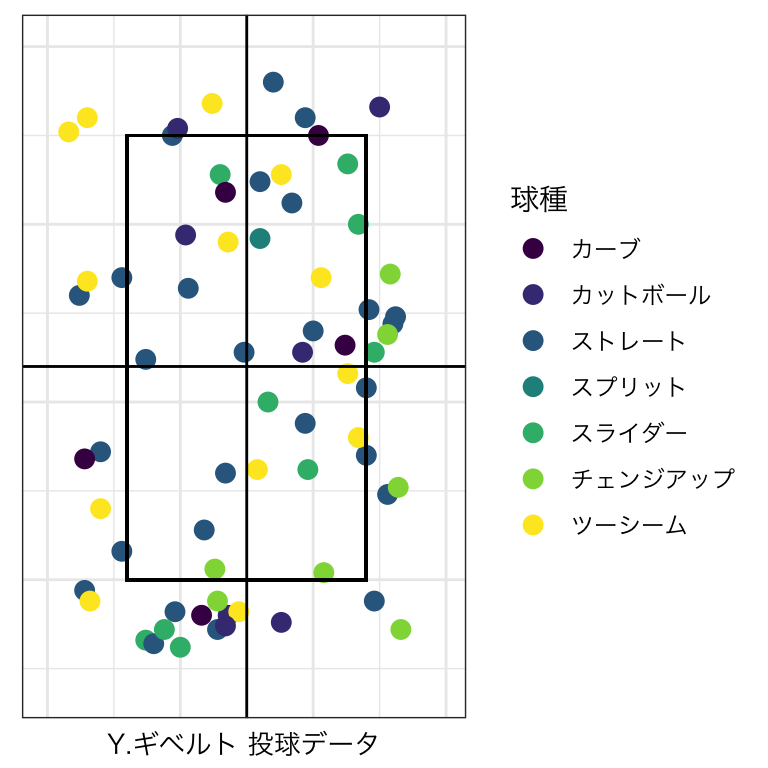 球種
カーブ
カットボール
ストレート
スプリット
スライダー
チェンジアップ
ツーシーム
Y.ギベルト 投球データ